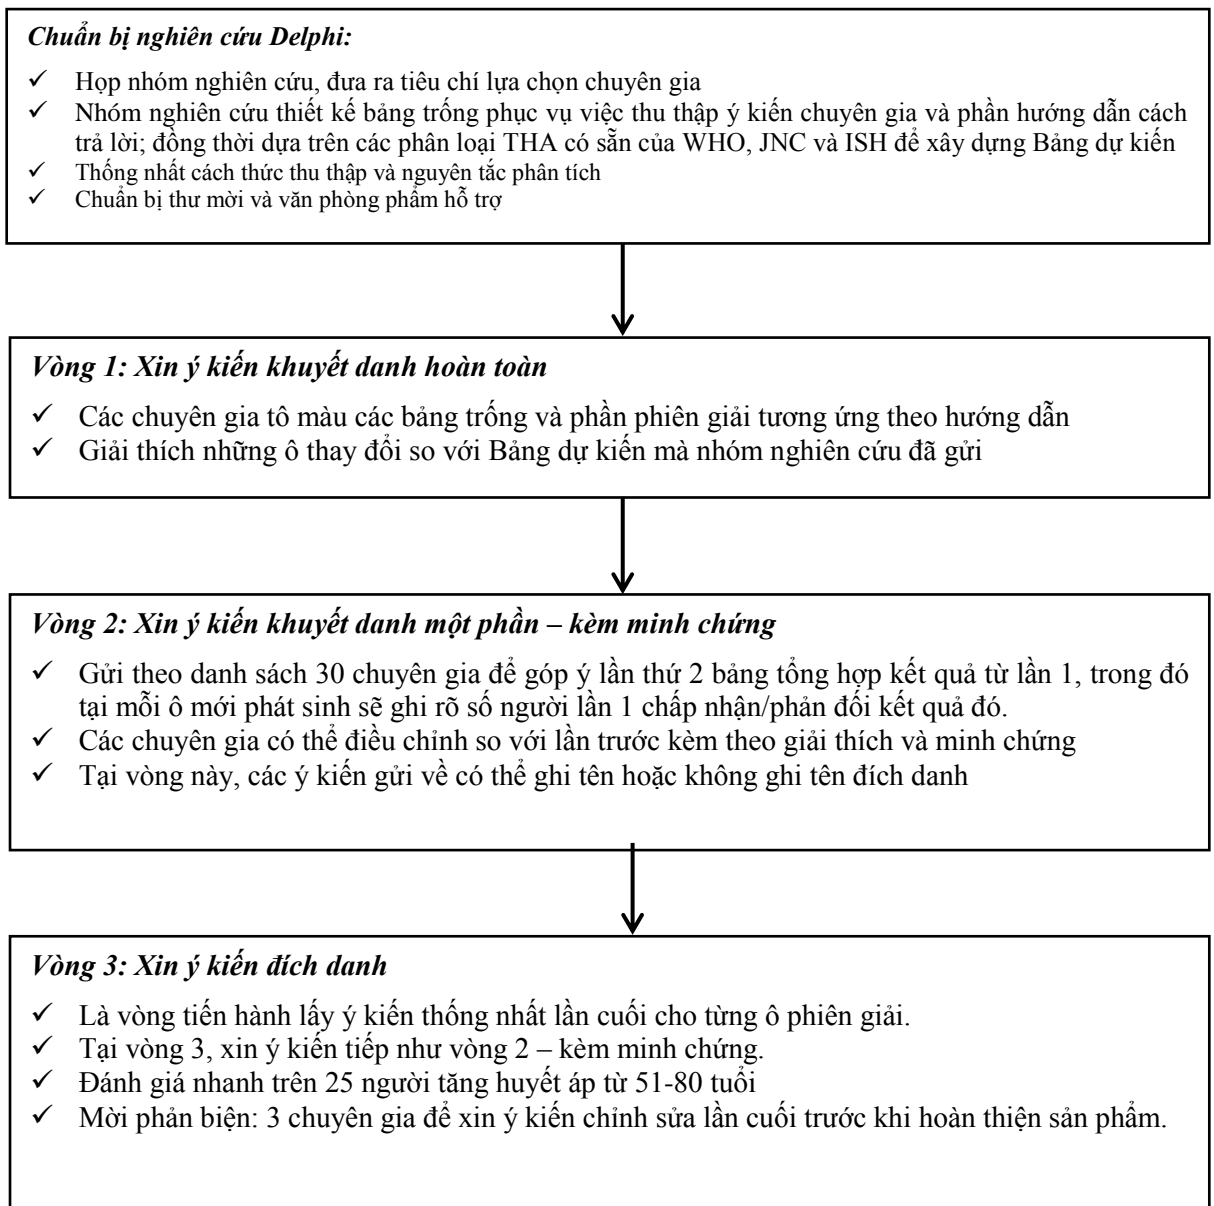 Chuẩn bị nghiên cứu Delphi:
✓ Họp nhóm nghiên cứu, đưa ra tiêu chí lựa chọn chuyên gia
✓ Nhóm nghiên cứu thiết kế bảng trống phục vụ việc thu thập ý kiến chuyên gia và phần hướng dẫn cách
trả lời; đồng thời dựa trên các phân loại THA có sẵn của WHO, JNC và ISH để xây dựng Bảng dự kiến
✓ Thống nhất cách thức thu thập và nguyên tắc phân tích
✓ Chuẩn bị thư mời và văn phòng phẩm hỗ trợ
Vòng 1: Xin ý kiến khuyết danh hoàn toàn
✓ Các chuyên gia tô màu các bảng trống và phần phiên giải tương ứng theo hướng dẫn
✓ Giải thích những ô thay đổi so với Bảng dự kiến mà nhóm nghiên cứu đã gửi
Vòng 2: Xin ý kiến khuyết danh một phần – kèm minh chứng
✓ Gửi theo danh sách 30 chuyên gia để góp ý lần thứ 2 bảng tổng hợp kết quả từ lần 1, trong đó
tại mỗi ô mới phát sinh sẽ ghi rõ số người lần 1 chấp nhận/phản đối kết quả đó.
✓ Các chuyên gia có thể điều chỉnh so với lần trước kèm theo giải thích và minh chứng
✓ Tại vòng này, các ý kiến gửi về có thể ghi tên hoặc không ghi tên đích danh
Vòng 3: Xin ý kiến đích danh
✓ Là vòng tiến hành lấy ý kiến thống nhất lần cuối cho từng ô phiên giải.
✓ Tại vòng 3, xin ý kiến tiếp như vòng 2 – kèm minh chứng.
✓ Đánh giá nhanh trên 25 người tăng huyết áp từ 51-80 tuổi
✓ Mời phản biện: 3 chuyên gia để xin ý kiến chỉnh sửa lần cuối trước khi hoàn thiện sản phẩm.